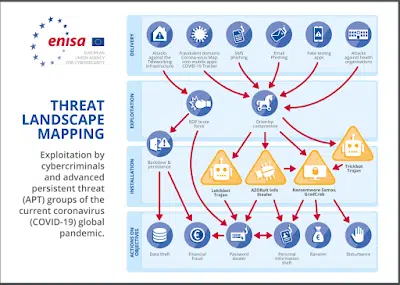 enisa
EUROPEAN
UNION AGENCY
FOR CYBERSECURITY
THREAT
LANDSCAPE
MAPPING
Exploitation by
cybercriminals
and advanced
persistent threat
(APT) groups of the
current coronavirus
(COVID-19) global
pandemic.
DELIVERY
Attacks
against the
Teleworking
infrastructure
Fraudulent domains
Coronavirus Map,
non-mobile apps:
COVID-19 Tracker
SMS
Phishing
Email
Phishing
Fake testing
apps
Attacks
against health
organisations
EXPLOITATION
RDP brute
force
Drive-by
compromise
INSTALLATION
Backdoor &
persistence
LokiBot
Trojan
AZORult Info
Stealer
Ransomware Corona,
Trickbot
Trojan
ACTIONS ON
OBJECTIVES
Data theft
Financial
fraud
Password
stealer
Personal
information
theft
Ransom
Disturbance